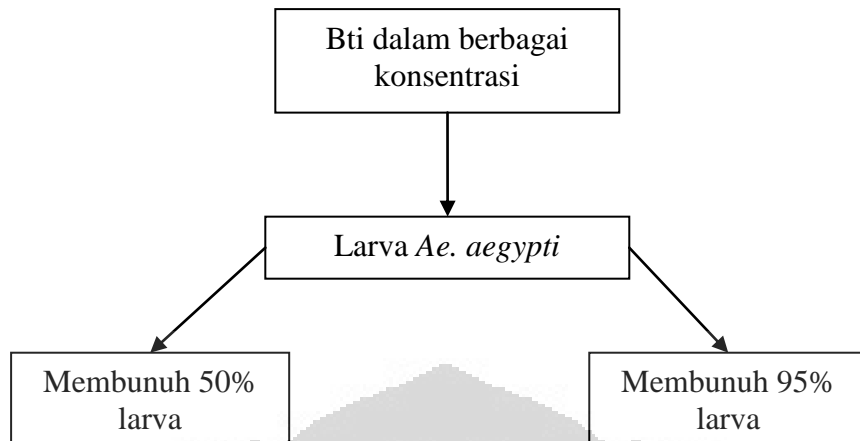 Bti dalam berbagai
konsentrasi
Larva Ae. aegypti
Membunuh 50%
larva
Membunuh 95%
larva